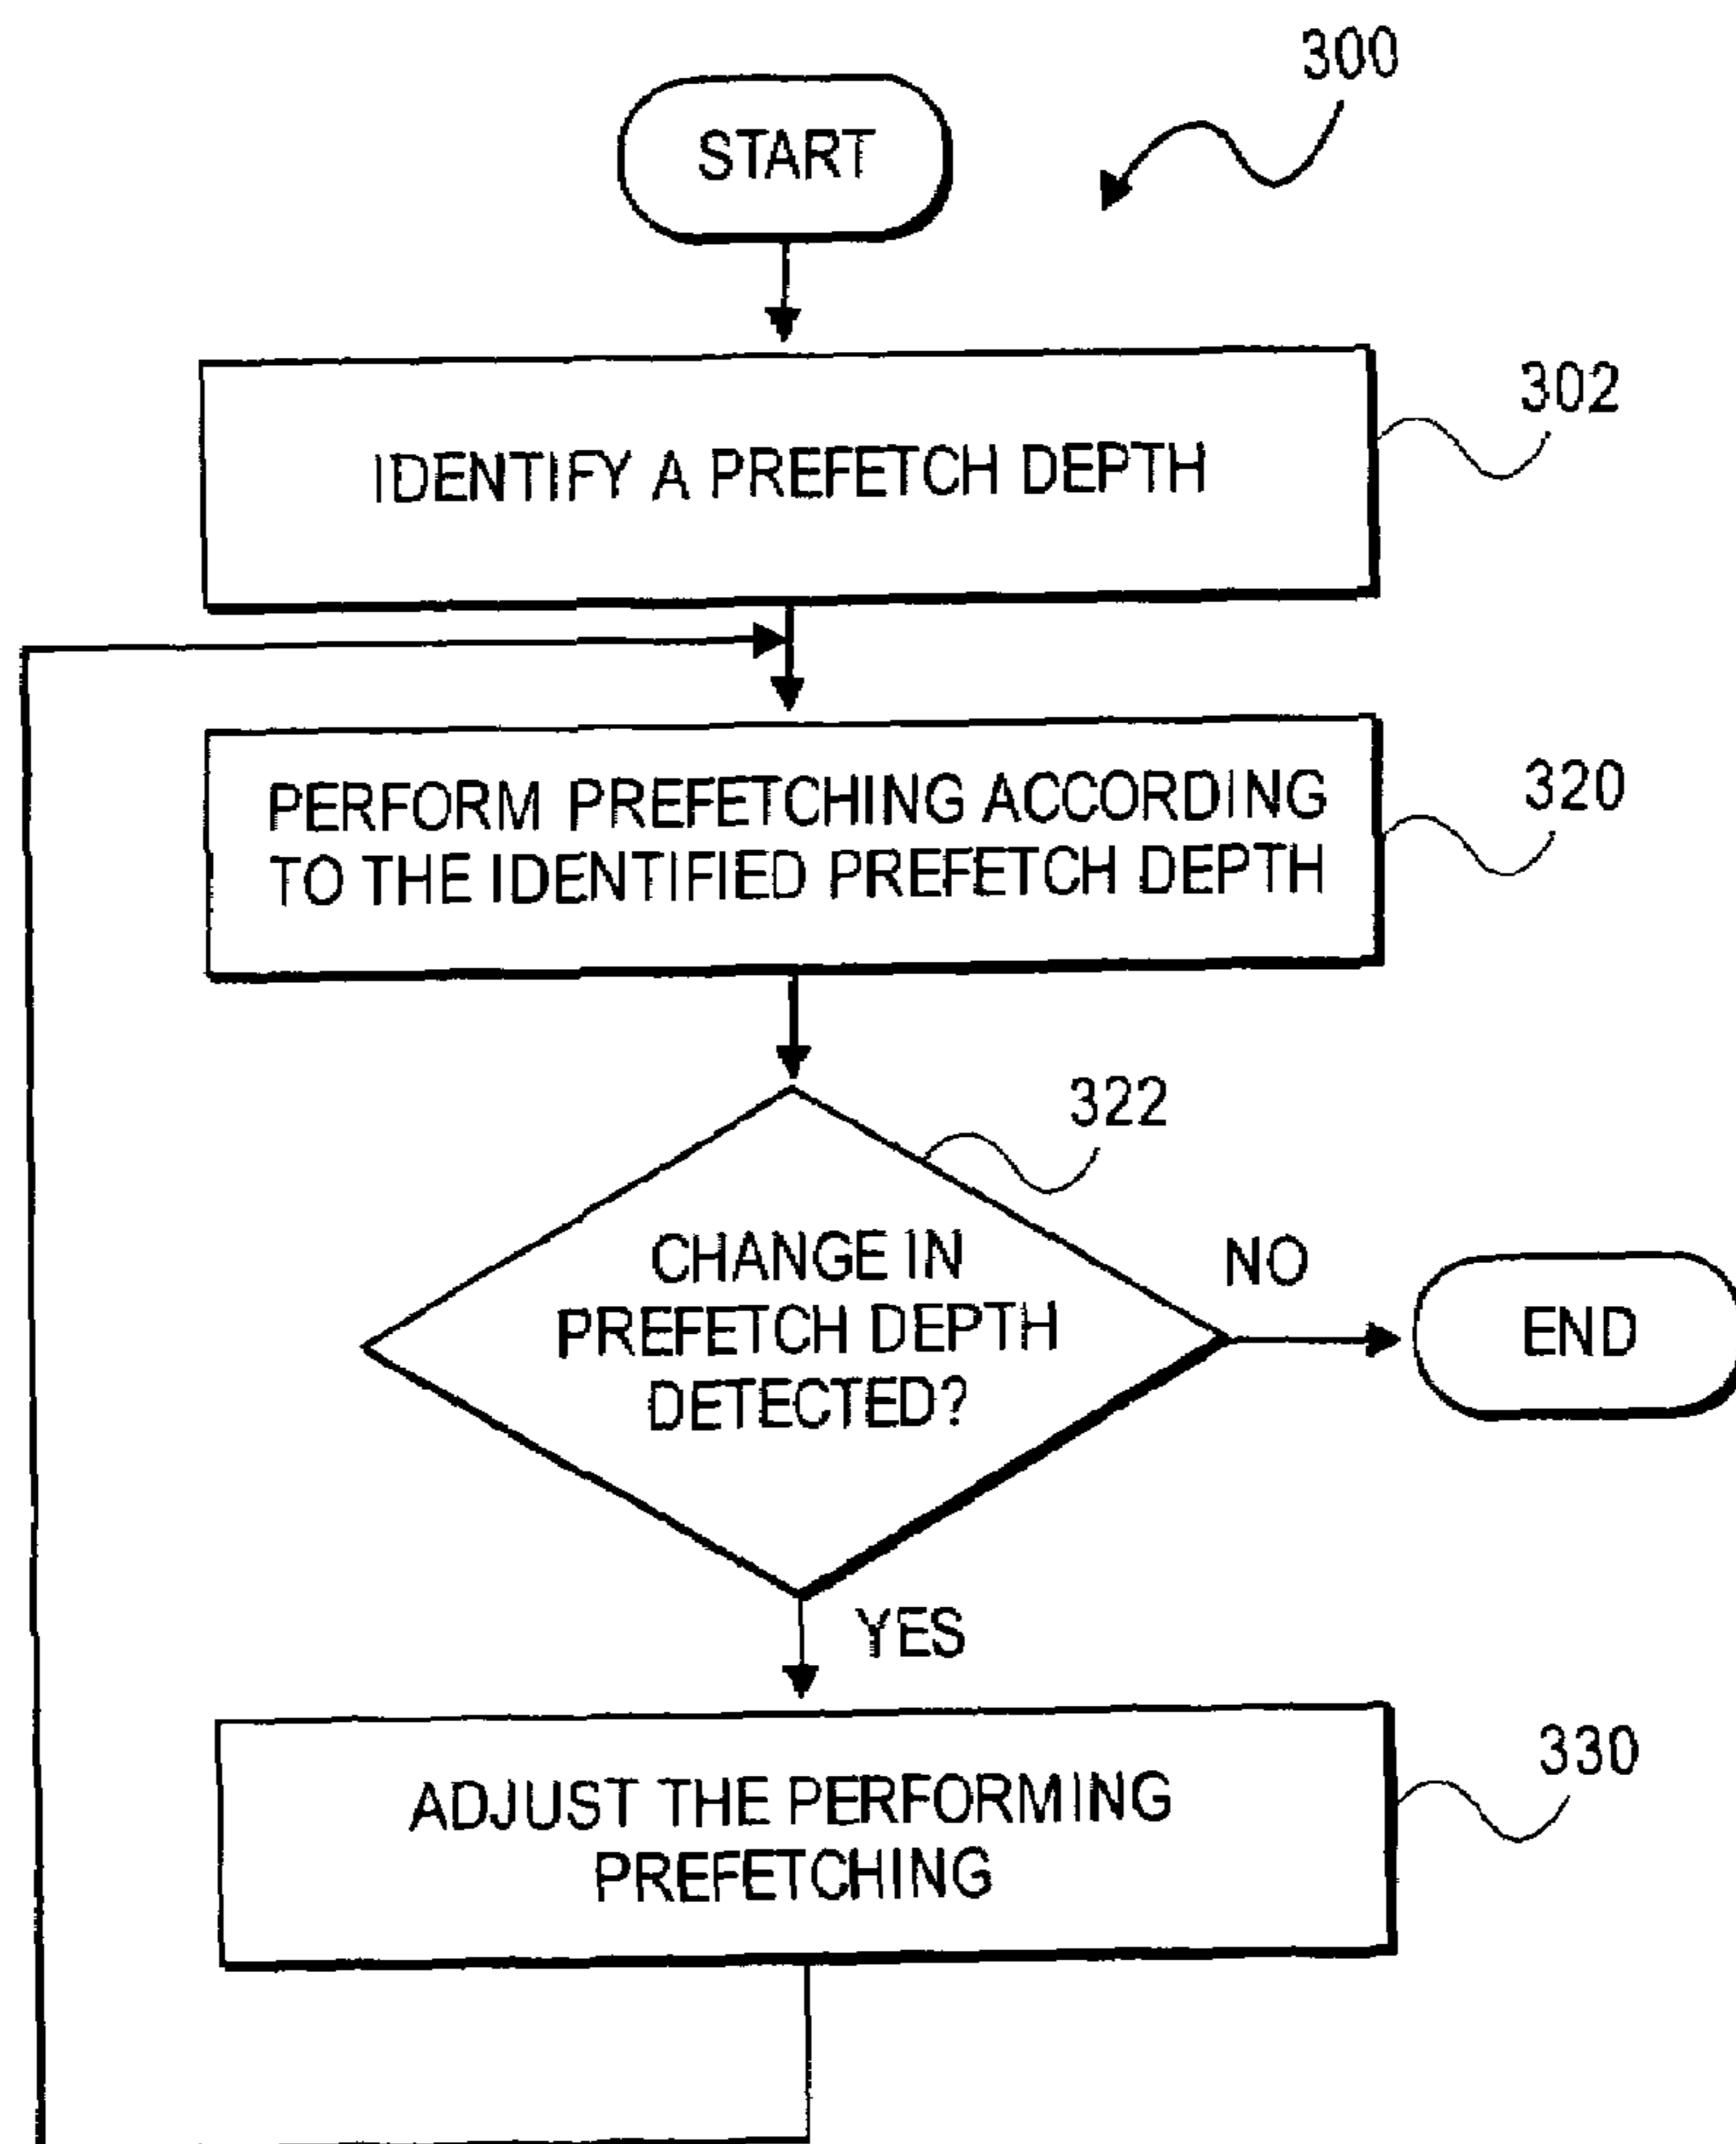 300
START
IDENTIFY A PREFETCH DEPTH
302
PERFORM PREFETCHING ACCORDING
TO THE IDENTIFIED PREFETCH DEPTH
320
322
CHANGE IN
PREFETCH DEPTH
DETECTED?
NO
END
YES
ADJUST THE PERFORMING
PREFETCHING
330